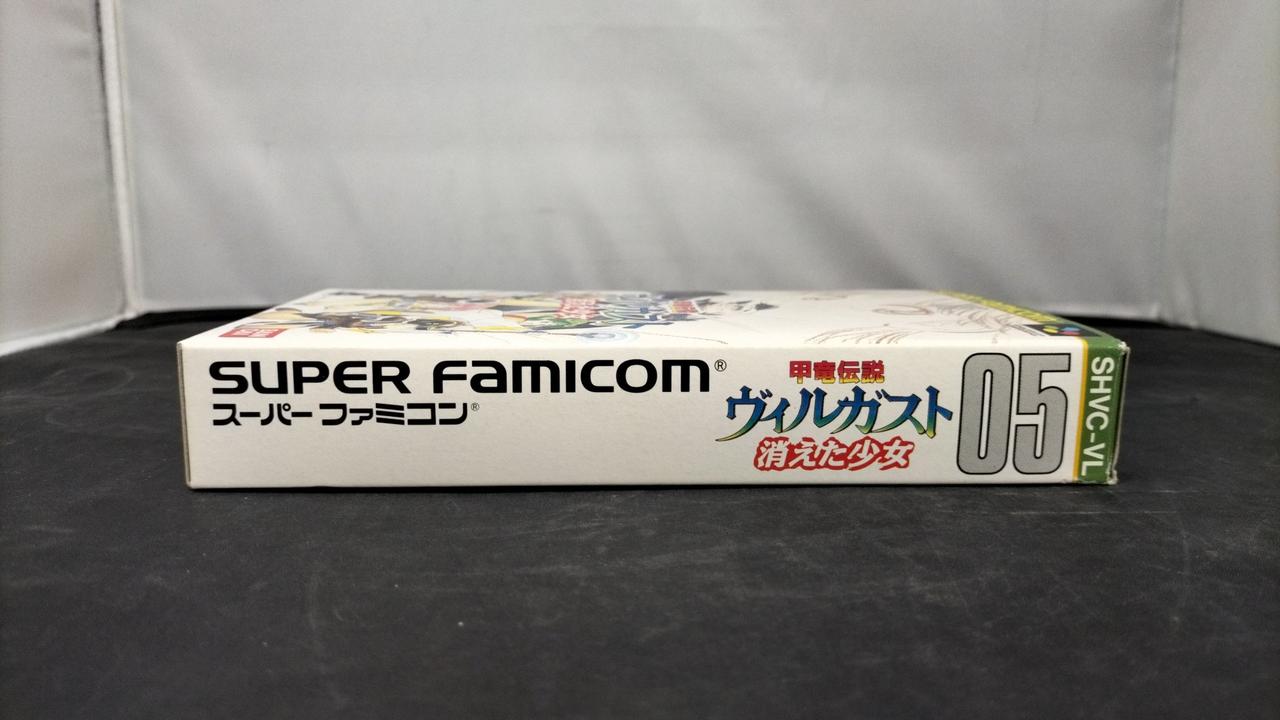 SUPER FAMICOM®
スーパーファミコン®
甲竜伝説
ヴィルガスト
消えた少女
05
SHVC-VL